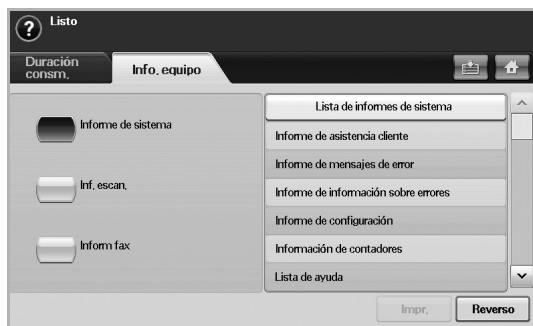 Listo
Duración
consm.
Info. equipo
Informe de sistema
Inf. escan.
Inform fax
Lista de informes de sistema
Informe de asistencia cliente
Informe de mensajes de error
Informe de información sobre errores
Informe de configuración
Información de contadores
Lista de ayuda
Impr.
Reverso